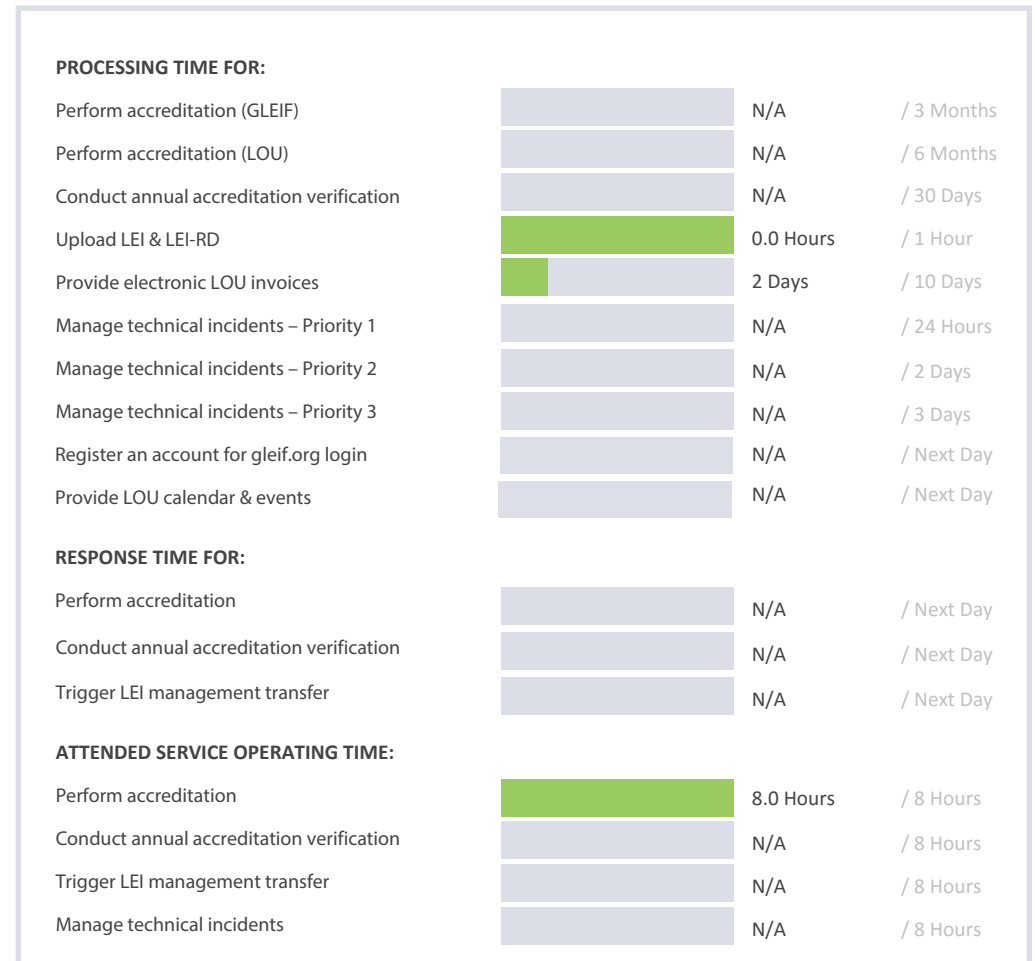 PROCESSING TIME FOR:
Perform accreditation (GLEIF) N/A / 3 Months
Perform accreditation (LOU) N/A / 6 Months
Conduct annual accreditation verification N/A / 30 Days
Upload LEI & LEI-RD 0.0 Hours / 1 Hour
Provide electronic LOU invoices 2 Days / 10 Days
Manage technical incidents – Priority 1 N/A / 24 Hours
Manage technical incidents – Priority 2 N/A / 2 Days
Manage technical incidents – Priority 3 N/A / 3 Days
Register an account for gleif.org login N/A / Next Day
Provide LOU calendar & events N/A / Next Day
RESPONSE TIME FOR:
Perform accreditation N/A / Next Day
Conduct annual accreditation verification N/A / Next Day
Trigger LEI management transfer N/A / Next Day
ATTENDED SERVICE OPERATING TIME:
Perform accreditation 8.0 Hours / 8 Hours
Conduct annual accreditation verification N/A / 8 Hours
Trigger LEI management transfer N/A / 8 Hours
Manage technical incidents N/A / 8 Hours